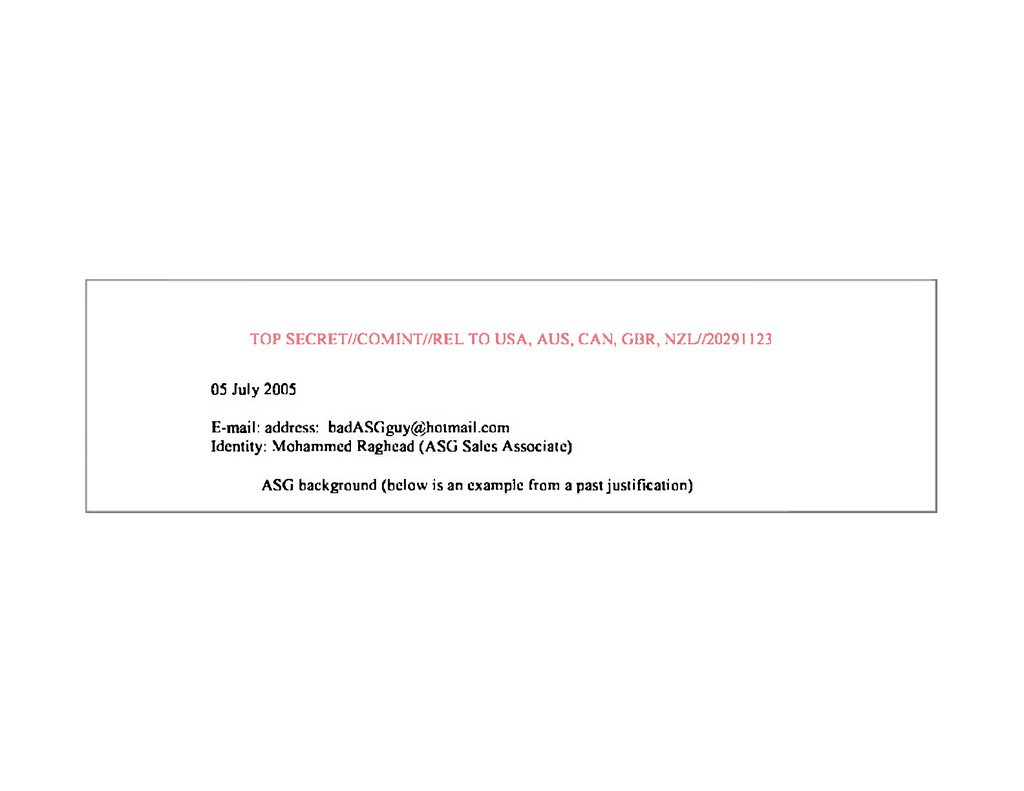 TOP SECRET//COMINT//REL TO USA, AUS, CAN, GBR, NZL//20291123
05 July 2005
E-mail: address: badASGguy@hotmail.com
Identity: Mohammed Raghead (ASG Sales Associate)
ASG background (below is an example from a past justification)